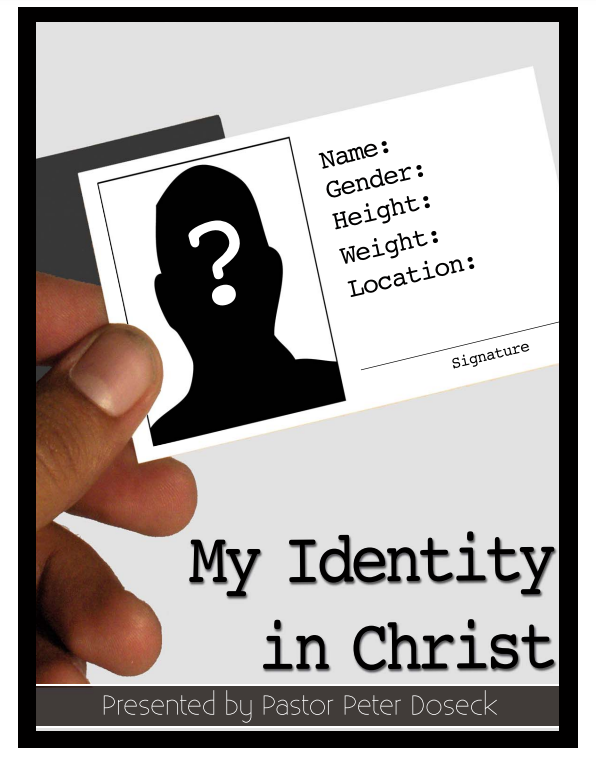 ?
Name:
Gender:
Height:
Weight:
Location:
Signature
My Identity
in Christ
Presented by Pastor Peter Doseck